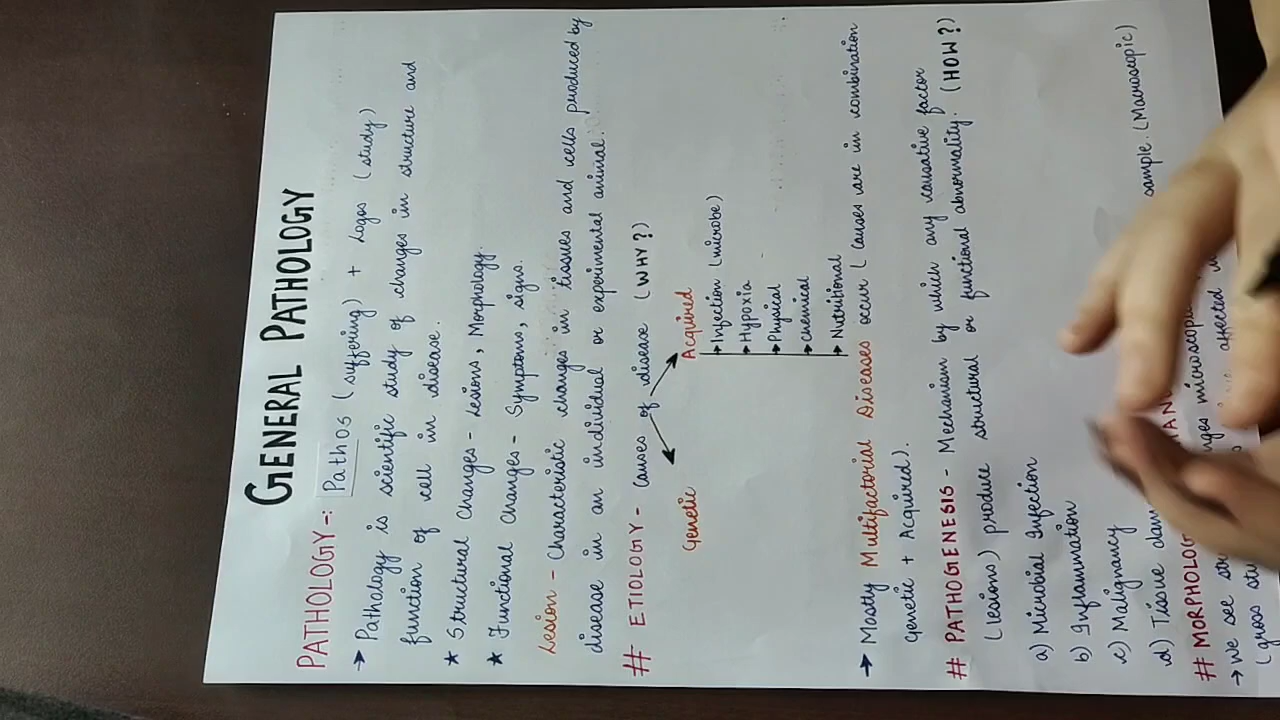 GENERAL PATHOLOGY
PATHOLOGY-: Pathos (suffering) + Logos (study)
→ Pathology is scientific study of changes in structure and
function of cell in disease.
★ Structural Changes - Lesions, Morphology.
★ Functional Changes - Symptoms, signs.
Lesion - Characteristic changes in tissues and cells produced by
disease in an individual or experimental animal.
# ETIOLOGY - Causes of disease (WHY?)
Genetic Acquired
→ Infection (microbe)
→ Hypoxia
→ Physical
→ Chemical
→ Nutritional
→ Mostly Multifactorial Diseases occur (causes are in combination
Genetic + Acquired).
# PATHOGENESIS - Mechanism by which any causative factor
(lesions) produce structural or functional abnormality. (HOW?)
a) Microbial Infection
b) Inflammation
c) Malignancy
d) Tissue
# MORPHOLOG
→ We see microscopic
(gross affected sample. (Macroscopic)